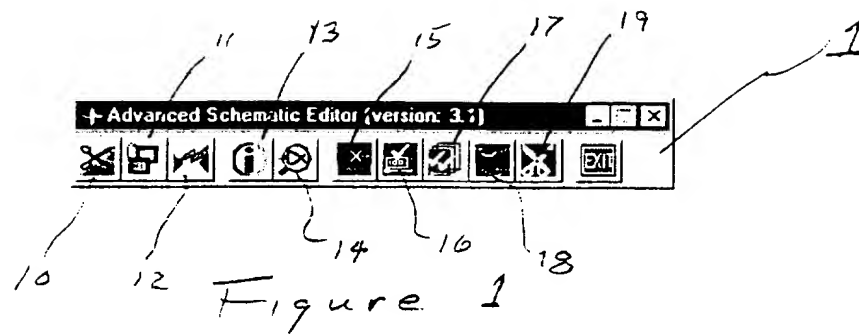 11 13 15 17 19 1
Advanced Schematic Editor (version: 3.1)
EXIT
10 12 14 16 18
Figure 1